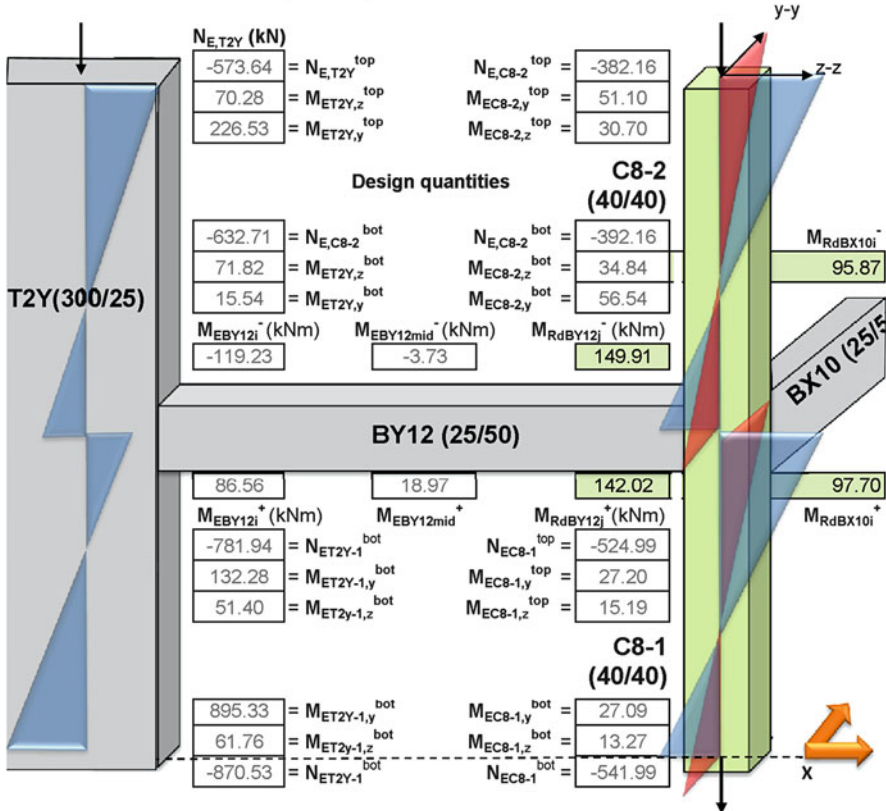 y-y
N_E,T2Y (kN)
-573.64 = N_E,T2Y^top N_E,C8-2^top = -382.16 z-z
70.28 = M_ET2Y,z^top M_EC8-2,y^top = 51.10
226.53 = M_ET2Y,y^top M_EC8-2,z^top = 30.70
Design quantities C8-2
(40/40)
-632.71 = N_E,C8-2^bot N_E,C8-2^bot = -392.16 M_RdBX10i^-
71.82 = M_ET2Y,z^bot M_EC8-2,z^bot = 34.84 95.87
T2Y(300/25) 15.54 = M_ET2Y,y^bot M_EC8-2,y^bot = 56.54
M_EBY12i^- (kNm) M_EBY12mid^- (kNm) M_RdBY12j^- (kNm)
-119.23 -3.73 149.91
BX10 (25/5
BY12 (25/50)
86.56 18.97 142.02 97.70
M_EBY12i^+ (kNm) M_EBY12mid^+ M_RdBY12j^+ (kNm) M_RdBX10i^+
-781.94 = N_ET2Y-1^bot N_EC8-1^top = -524.99
132.28 = M_ET2Y-1,y^bot M_EC8-1,y^top = 27.20
51.40 = M_ET2y-1,z^bot M_EC8-1,z^top = 15.19
C8-1
(40/40)
895.33 = M_ET2Y-1,y^bot M_EC8-1,y^bot = 27.09
61.76 = M_ET2y-1,z^bot M_EC8-1,z^bot = 13.27
-870.53 = N_ET2Y-1^bot N_EC8-1^bot = -541.99
X